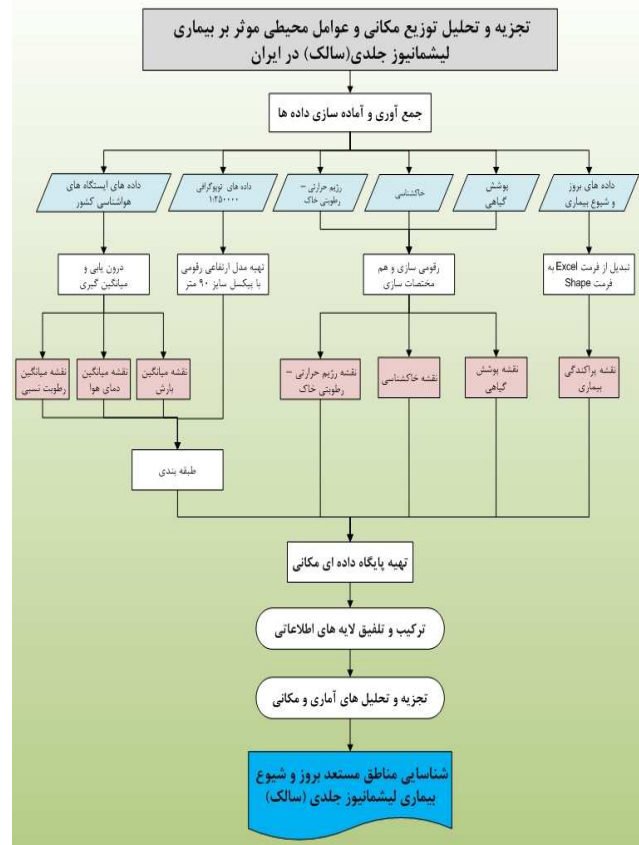 تجزیه و تحلیل توزیع مکانی و عوامل محیطی موثر بر بیماری
لیشمانیوز جلدی(سالک) در ایران
جمع آوری و آماده سازی داده ها
داده های بروز
و شیوع بیماری
پوشش
گیاهی
خاکشناسی
رژیم حرارتی –
رطوبتی خاک
داده های توپوگرافی
۱:۲۵۰۰۰۰
داده های ایستگاه های
هواشناسی کشور
تبدیل از فرمت Excel به
فرمت Shape
رقومی سازی و هم
مختصات سازی
تهیه مدل ارتفاعی رقومی
با پیکسل سایز ۹۰ متر
درون یابی و
میانگین گیری
نقشه پراکندگی
بیماری
نقشه پوشش
گیاهی
نقشه خاکشناسی
نقشه رژیم حرارتی –
رطوبتی خاک
نقشه میانگین
بارش
نقشه میانگین
دمای هوا
نقشه میانگین
رطوبت نسبی
طبقه بندی
تهیه پایگاه داده ای مکانی
ترکیب و تلفیق لایه های اطلاعاتی
تجزیه و تحلیل های آماری و مکانی
شناسایی مناطق مستعد بروز و شیوع
بیماری لیشمانیوز جلدی (سالک)